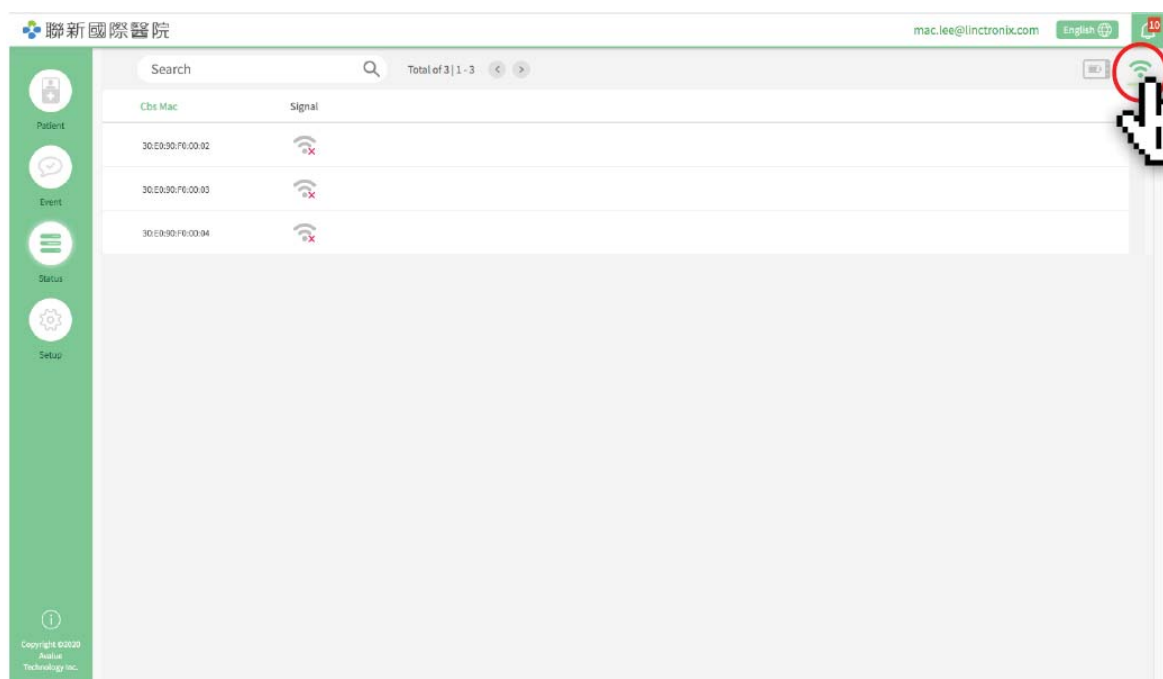 聯新國際醫院
mac.lee@linctronix.com
English
10
Search
Total of 3 | 1 - 3
Patient
Cbs Mac
Signal
30:E0:90:F0:00:02
Event
30:E0:90:F0:00:03
30:E0:90:F0:00:04
Status
Setup
Copyright ©2020
Avalue
Technology Inc.